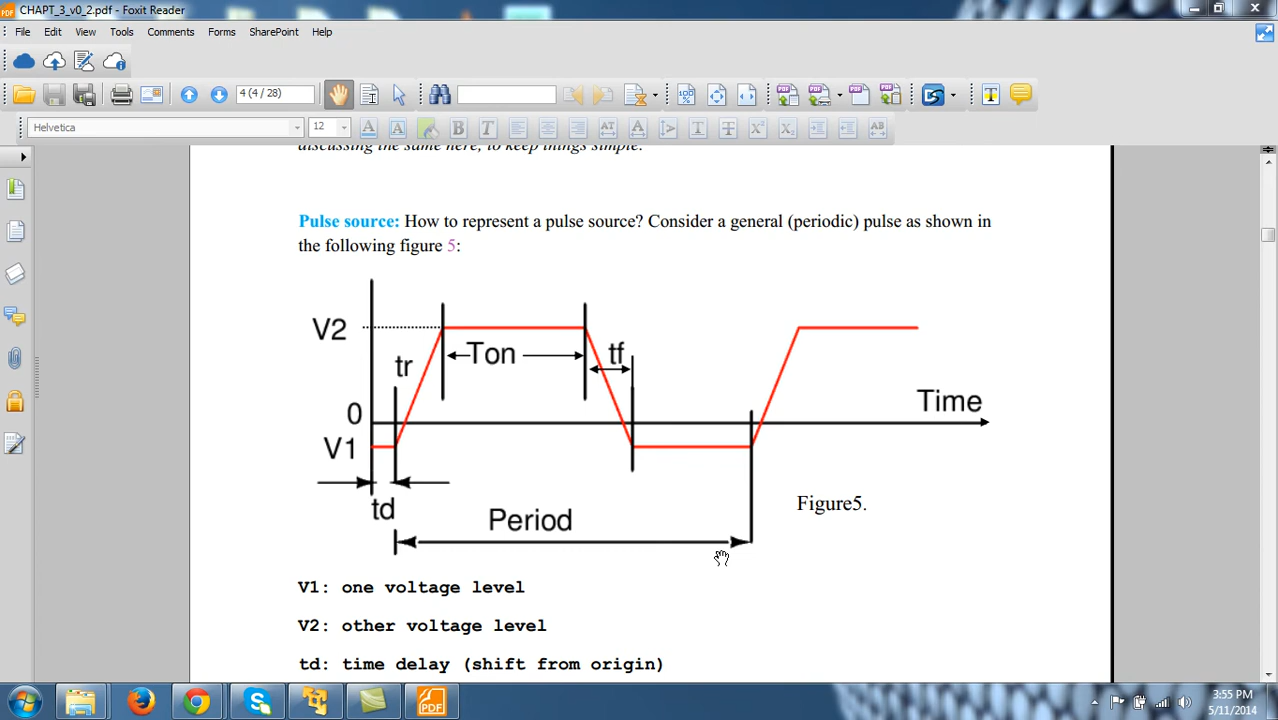 CHAPT_3_v0_2.pdf - Foxit Reader
File Edit View Tools Comments Forms SharePoint Help
4 (4 / 28)
Helvetica 12
discussing the same here, to keep things simple.
Pulse source: How to represent a pulse source? Consider a general (periodic) pulse as shown in
the following figure 5:
V2
tr
Ton
tf
0
Time
V1
td
Period
Figure5.
V1: one voltage level
V2: other voltage level
td: time delay (shift from origin)
PDF
3:55 PM
5/11/2014